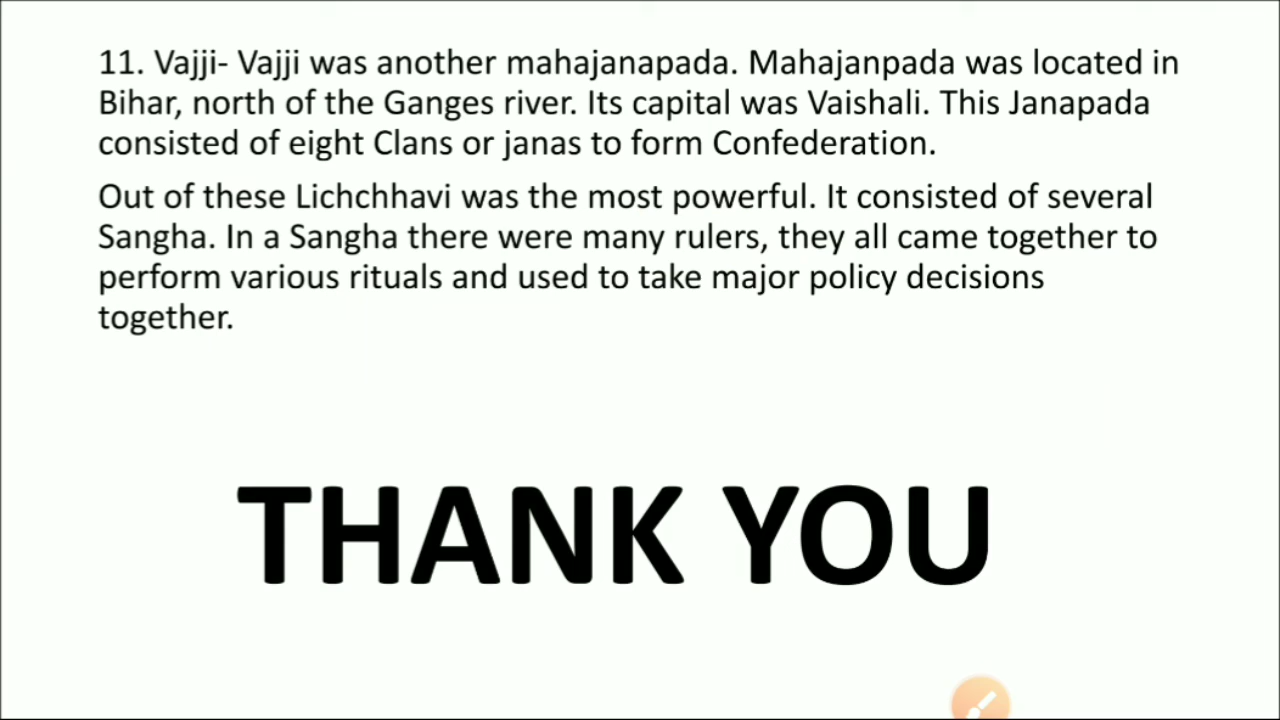 11. Vajji- Vajji was another mahajanapada. Mahajanpada was located in
Bihar, north of the Ganges river. Its capital was Vaishali. This Janapada
consisted of eight Clans or janas to form Confederation.
Out of these Lichchhavi was the most powerful. It consisted of several
Sangha. In a Sangha there were many rulers, they all came together to
perform various rituals and used to take major policy decisions
together.
THANK YOU